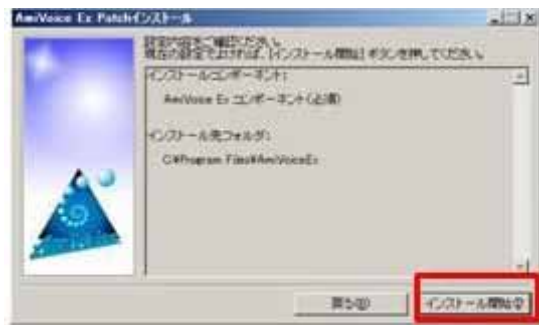 AmiVoice Ex Patchインストール
設定内容をご確認ください。
現在の設定でよければ、[インストール開始] ボタンを押してください。
インストールコンポーネント:
AmiVoice Ex コンポーネント(必須)
インストール先フォルダ:
C:¥Program Files¥AmiVoiceEx
戻る(B)
インストール開始(I)